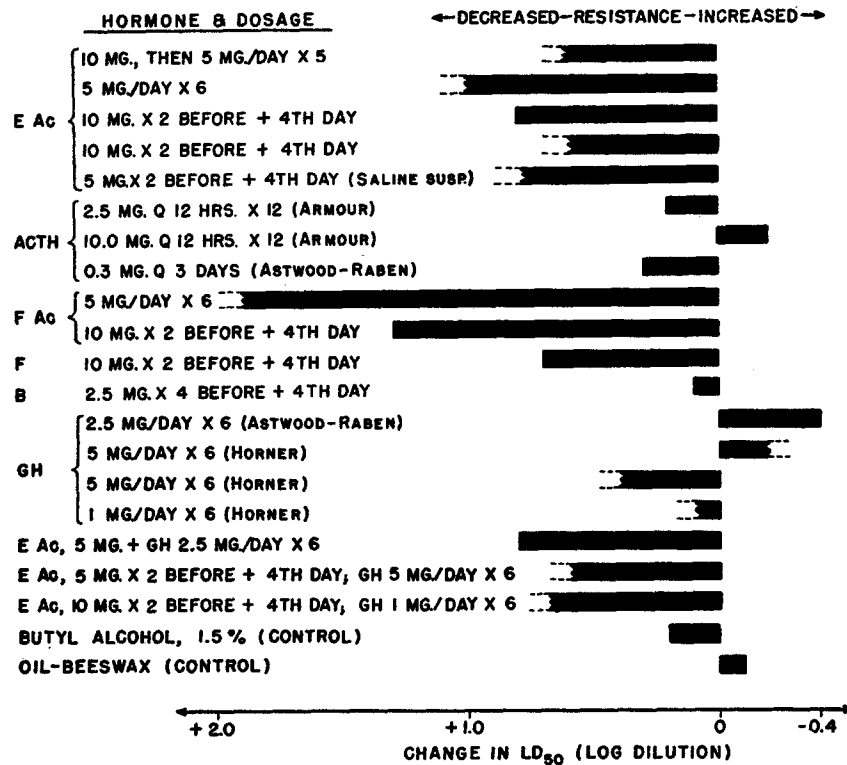 HORMONE & DOSAGE
DECREASED-RESISTANCE-INCREASED
10 MG., THEN 5 MG./DAY X 5
5 MG./DAY X 6
E AC
10 MG. X 2 BEFORE + 4TH DAY
10 MG. X 2 BEFORE + 4TH DAY
5 MG. X 2 BEFORE + 4TH DAY (SALINE SUSP.)
2.5 MG. Q 12 HRS. X 12 (ARMOUR)
ACTH
10.0 MG. Q 12 HRS. X 12 (ARMOUR)
0.3 MG. Q 3 DAYS (ASTWOOD-RABEN)
5 MG/DAY X 6
F AC
10 MG. X 2 BEFORE + 4TH DAY
F 10 MG. X 2 BEFORE + 4TH DAY
B 2.5 MG. X 4 BEFORE + 4TH DAY
2.5 MG/DAY X 6 (ASTWOOD-RABEN)
5 MG/DAY X 6 (HORNER)
GH
5 MG/DAY X 6 (HORNER)
1 MG/DAY X 6 (HORNER)
E AC, 5 MG. + GH 2.5 MG./DAY X 6
E AC, 5 MG. X 2 BEFORE + 4TH DAY; GH 5 MG/DAY X 6
E AC, 10 MG. X 2 BEFORE + 4TH DAY; GH 1 MG/DAY X 6
BUTYL ALCOHOL, 1.5 % (CONTROL)
OIL-BEESWAX (CONTROL)
+2.0 +1.0 0 -0.4
CHANGE IN LD50 (LOG DILUTION)